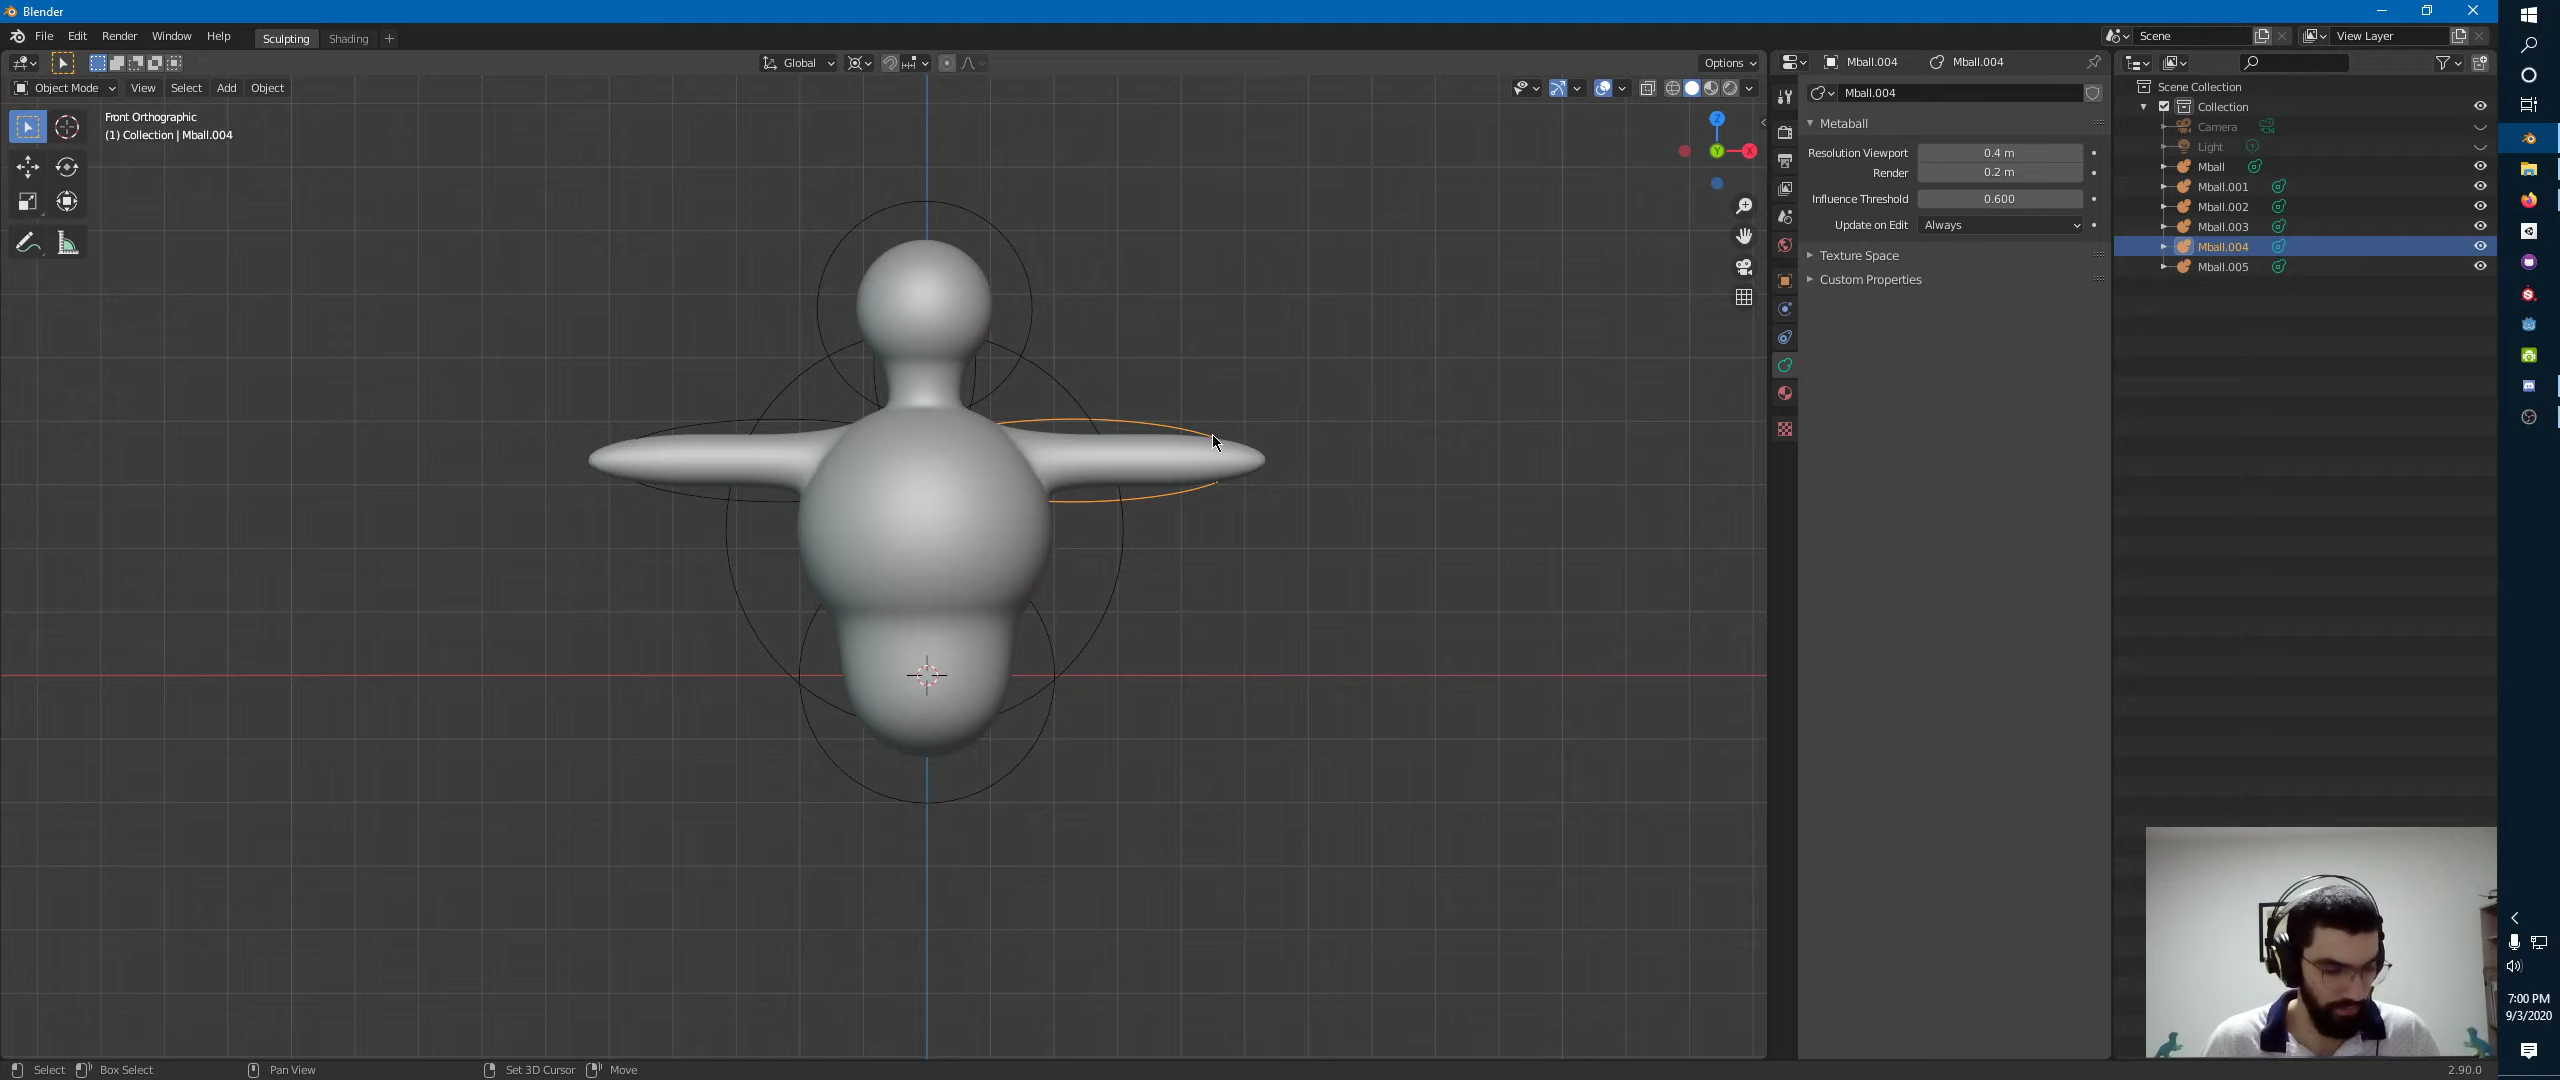 Blender
File Edit Render Window Help Sculpting Shading + Scene View Layer
Global Options
Mball.004 Mball.004
Object Mode View Select Add Object
Mball.004
Front Orthographic
(1) Collection | Mball.004
Z
Y X
Metaball
Resolution Viewport 0.4 m
Render 0.2 m
Influence Threshold 0.600
Update on Edit Always
Texture Space
Custom Properties
Scene Collection
Collection
Camera
Light
Mball
Mball.001
Mball.002
Mball.003
Mball.004
Mball.005
7:00 PM
9/3/2020
Select Box Select Pan View Set 3D Cursor Move 2.90.0